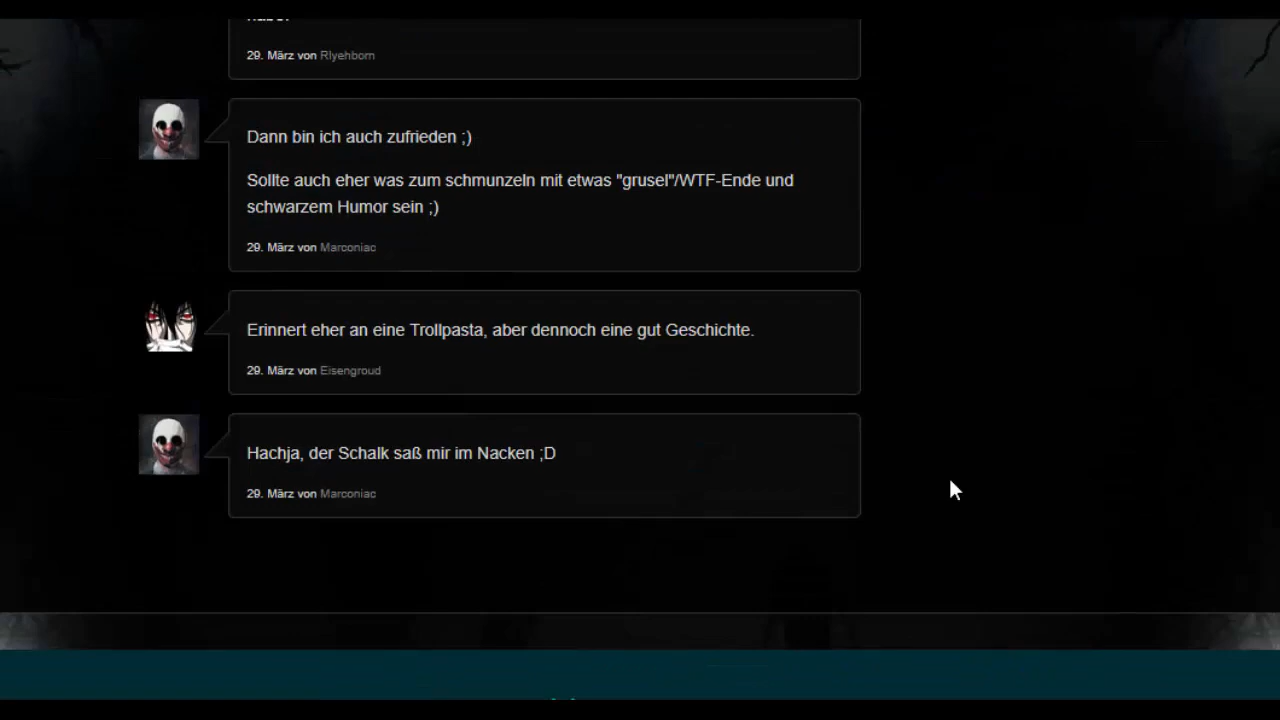 29. März von Rlyehborn
Dann bin ich auch zufrieden ;)
Sollte auch eher was zum schmunzeln mit etwas "grusel"/WTF-Ende und
schwarzem Humor sein ;)
29. März von Marconiac
Erinnert eher an eine Trollpasta, aber dennoch eine gut Geschichte.
29. März von Eisengroud
Hachja, der Schalk saß mir im Nacken ;D
29. März von Marconiac